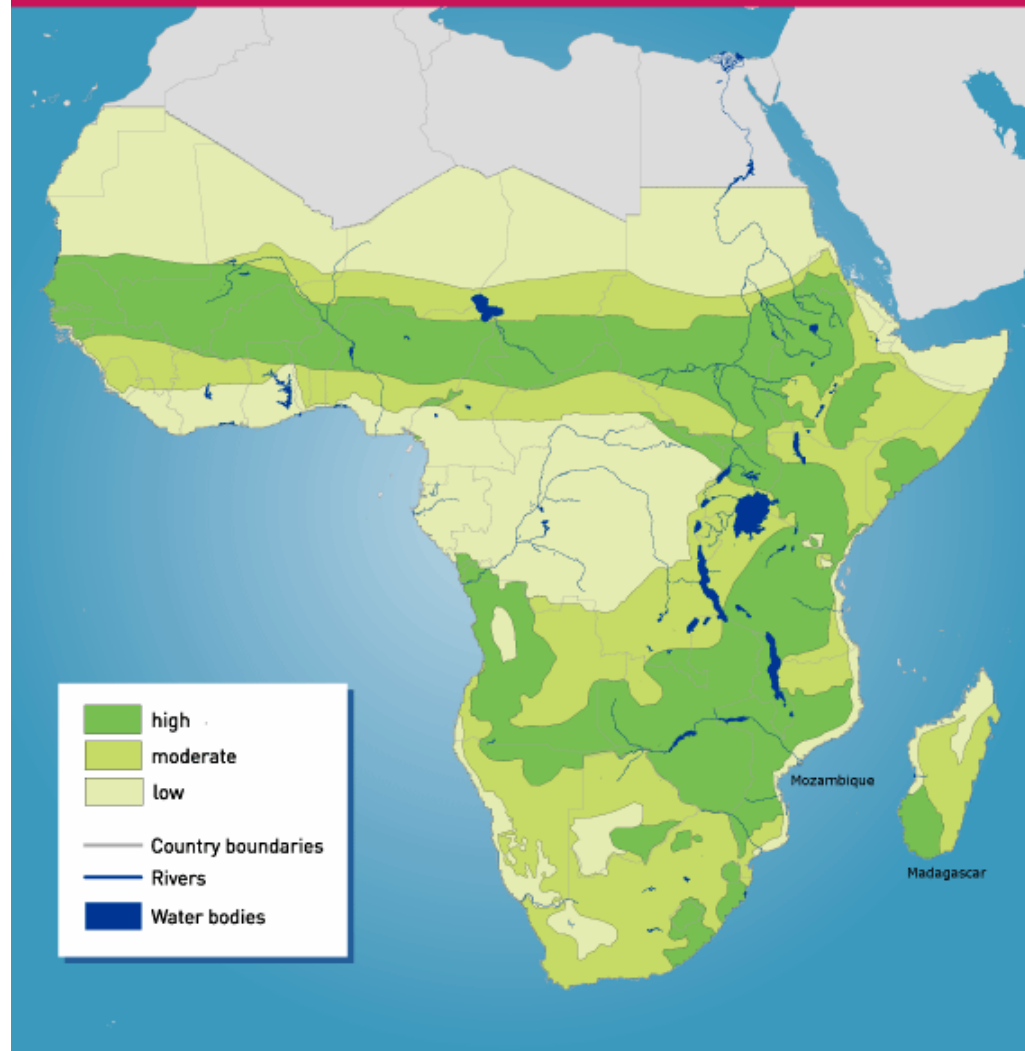 high
moderate
low
Country boundaries
Rivers
Water bodies
Mozambique
Madagascar